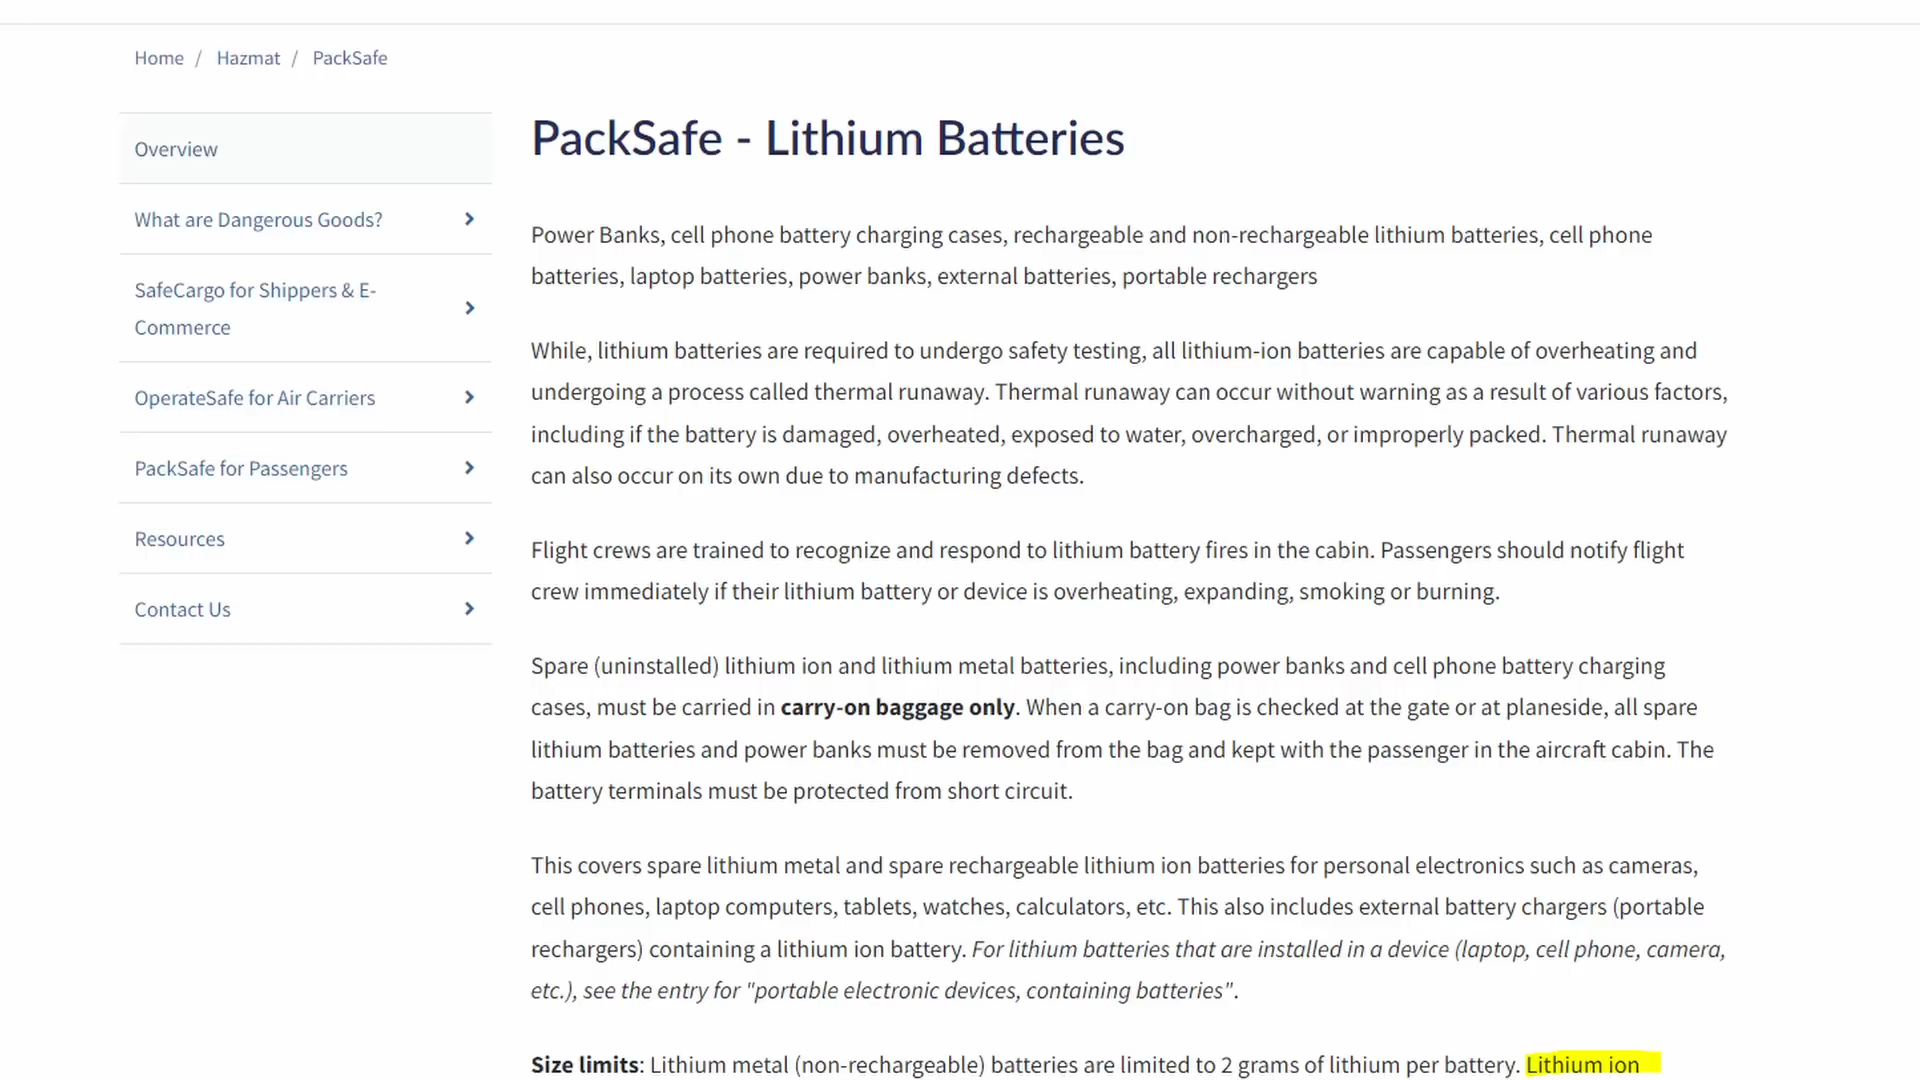 Home / Hazmat / PackSafe
Overview
What are Dangerous Goods?
SafeCargo for Shippers & E-
Commerce
OperateSafe for Air Carriers
PackSafe for Passengers
Resources
Contact Us
PackSafe - Lithium Batteries
Power Banks, cell phone battery charging cases, rechargeable and non-rechargeable lithium batteries, cell phone
batteries, laptop batteries, power banks, external batteries, portable rechargers
While, lithium batteries are required to undergo safety testing, all lithium-ion batteries are capable of overheating and
undergoing a process called thermal runaway. Thermal runaway can occur without warning as a result of various factors,
including if the battery is damaged, overheated, exposed to water, overcharged, or improperly packed. Thermal runaway
can also occur on its own due to manufacturing defects.
Flight crews are trained to recognize and respond to lithium battery fires in the cabin. Passengers should notify flight
crew immediately if their lithium battery or device is overheating, expanding, smoking or burning.
Spare (uninstalled) lithium ion and lithium metal batteries, including power banks and cell phone battery charging
cases, must be carried in carry-on baggage only. When a carry-on bag is checked at the gate or at planeside, all spare
lithium batteries and power banks must be removed from the bag and kept with the passenger in the aircraft cabin. The
battery terminals must be protected from short circuit.
This covers spare lithium metal and spare rechargeable lithium ion batteries for personal electronics such as cameras,
cell phones, laptop computers, tablets, watches, calculators, etc. This also includes external battery chargers (portable
rechargers) containing a lithium ion battery. For lithium batteries that are installed in a device (laptop, cell phone, camera,
etc.), see the entry for "portable electronic devices, containing batteries".
Size limits: Lithium metal (non-rechargeable) batteries are limited to 2 grams of lithium per battery. Lithium ion